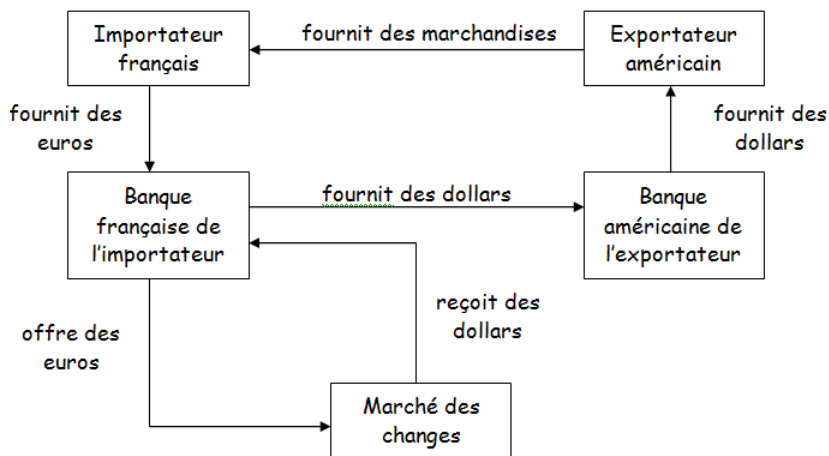 Importateur
français
fournit des marchandises
Exportateur
américain
fournit des
euros
fournit des
dollars
Banque
française de
l'importateur
fournit des dollars
Banque
américaine de
l'exportateur
offre des
euros
reçoit des
dollars
Marché des
changes